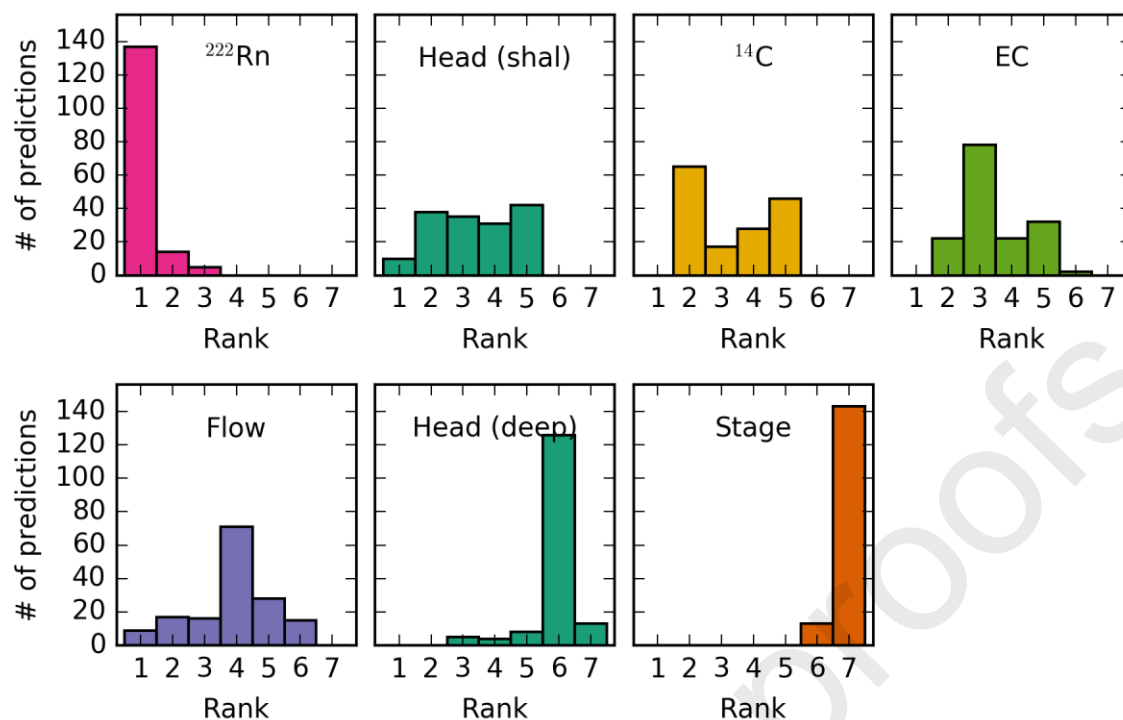 140
120
100
80
60
40
20
0
# of predictions
²²²Rn
1 2 3 4 5 6 7
Rank
Head (shal)
1 2 3 4 5 6 7
Rank
¹⁴C
1 2 3 4 5 6 7
Rank
EC
1 2 3 4 5 6 7
Rank
140
120
100
80
60
40
20
0
# of predictions
Flow
1 2 3 4 5 6 7
Rank
Head (deep)
1 2 3 4 5 6 7
Rank
Stage
1 2 3 4 5 6 7
Rank
proofs